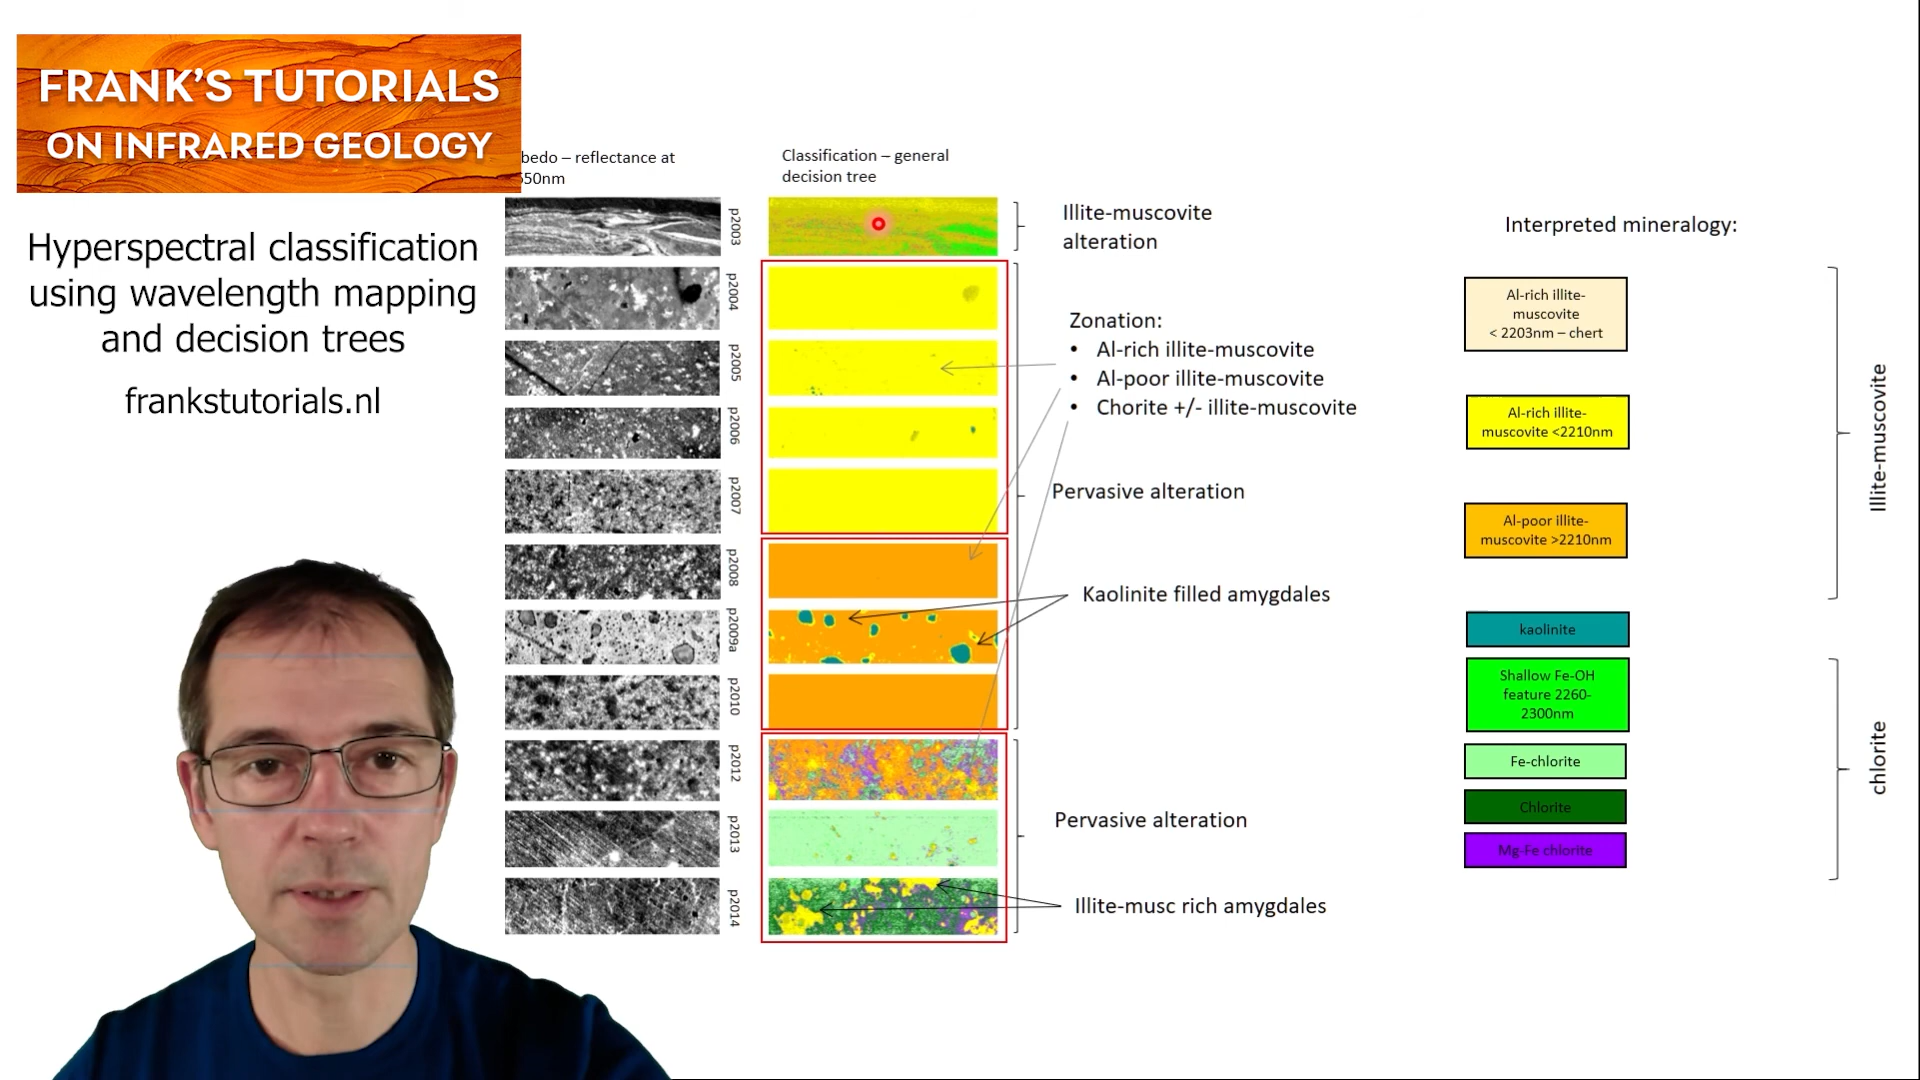 FRANK'S TUTORIALS
ON INFRARED GEOLOGY
Hyperspectral classification
using wavelength mapping
and decision trees
frankstutorials.nl
bedo – reflectance at
550nm
Classification – general
decision tree
p2003
p2004
p2005
p2006
p2007
p2008
p2009a
p2010
p2012
p2013
p2014
Illite-muscovite
alteration
Zonation:
• Al-rich illite-muscovite
• Al-poor illite-muscovite
• Chorite +/- illite-muscovite
Pervasive alteration
Kaolinite filled amygdales
Pervasive alteration
Illite-musc rich amygdales
Interpreted mineralogy:
Al-rich illite-
muscovite
< 2203nm – chert
Al-rich illite-
muscovite <2210nm
Al-poor illite-
muscovite >2210nm
kaolinite
Shallow Fe-OH
feature 2260-
2300nm
Fe-chlorite
Chlorite
Mg-Fe chlorite
Illite-muscovite
chlorite